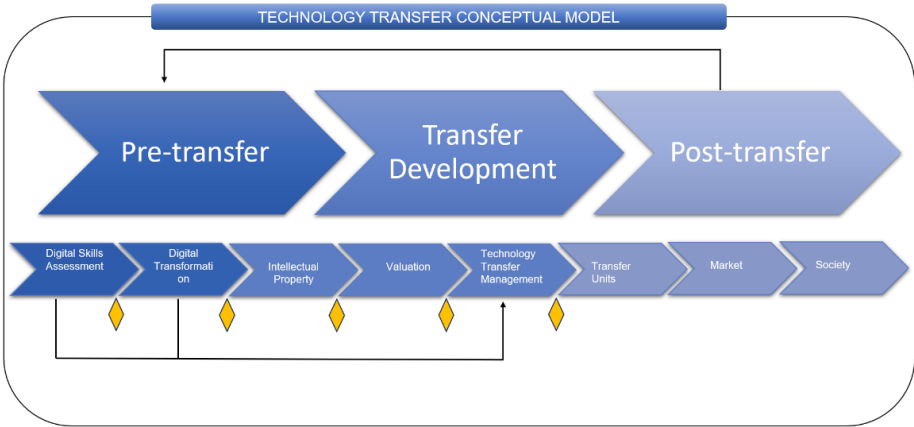 TECHNOLOGY TRANSFER CONCEPTUAL MODEL
Pre-transfer
Transfer
Development
Post-transfer
Digital Skills
Assessment
Digital
Transformati
on
Intellectual
Property
Valuation
Technology
Transfer
Management
Transfer
Units
Market
Society